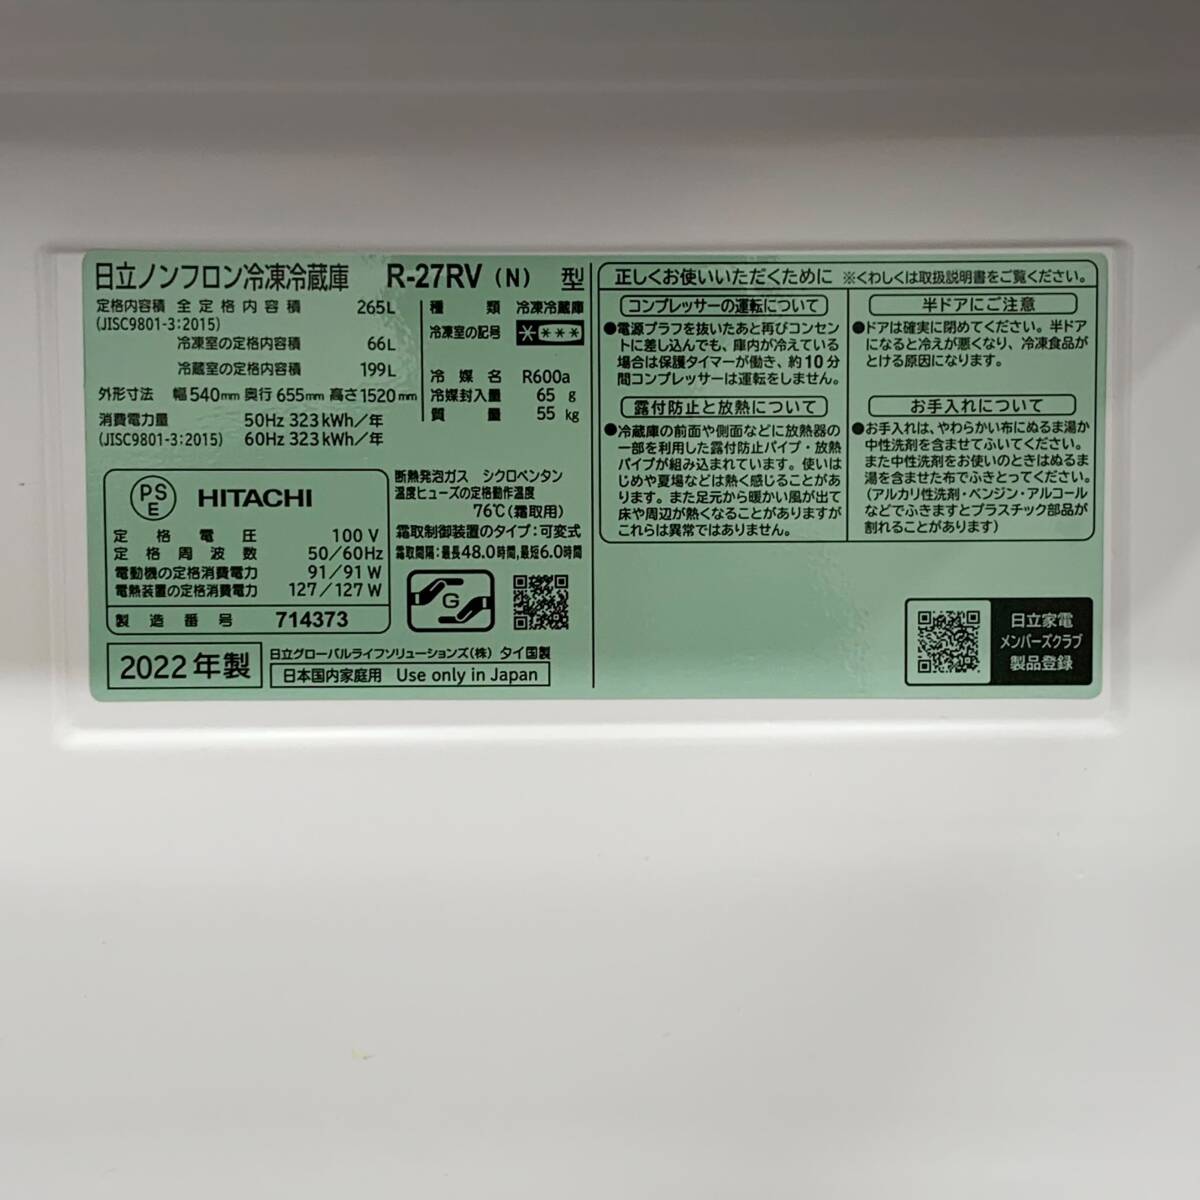 日立ノンフロン冷凍冷蔵庫 R-27RV (N) 型
定格内容積 全定格内容積 265L
(JISC9801-3:2015)
冷凍室の定格内容積 66L
冷蔵室の定格内容積 199L
外形寸法 幅540mm 奥行655mm 高さ1520mm
消費電力量 50Hz 323kWh/年
(JISC9801-3:2015) 60Hz 323kWh/年
種類 冷凍冷蔵庫
冷凍室の記号 ****
冷媒名 R600a
冷媒封入量 65 g
質量 55 kg
PS
E
HITACHI
定格電圧 100V
定格周波数 50/60Hz
電動機の定格消費電力 91/91W
電熱装置の定格消費電力 127/127W
製造番号 714373
断熱発泡ガス シクロペンタン
温度ヒューズの定格動作温度
76℃(霜取用)
霜取制御装置のタイプ:可変式
霜取間隔:最長48.0時間,最短6.0時間
G
2022年製
日立グローバルライフソリューションズ(株) タイ国製
日本国内家庭用 Use only in Japan
正しくお使いいただくために ※くわしくは取扱説明書をご覧ください。
コンプレッサーの運転について
●電源プラグを抜いたあと再びコンセン
トに差し込んでも、庫内が冷えている
場合は保護タイマーが働き、約10分
間コンプレッサーは運転をしません。
露付防止と放熱について
●冷蔵庫の前面や側面などに放熱器の
一部を利用した露付防止パイプ・放熱
パイプが組み込まれています。使いは
じめや夏場などは熱く感じることがあ
ります。また足元から暖かい風が出て
床や周辺が熱くなることがありますが
これらは異常ではありません。
半ドアにご注意
●ドアは確実に閉めてください。半ドア
になると冷えが悪くなり、冷凍食品が
とける原因になります。
お手入れについて
●お手入れは、やわらかい布にぬるま湯か
中性洗剤を含ませてふいてください。
また中性洗剤をお使いのときはぬるま
湯を含ませた布でふきとってください。
(アルカリ性洗剤・ベンジン・アルコール
などでふきますとプラスチック部品が
割れることがあります)
日立家電
メンバーズクラブ
製品登録